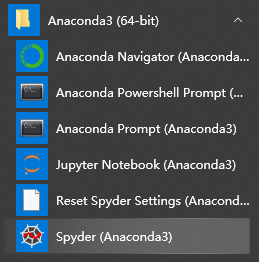 Anaconda3 (64-bit)
Anaconda Navigator (Anaconda...
Anaconda Powershell Prompt (...
Anaconda Prompt (Anaconda3)
Jupyter Notebook (Anaconda3)
Reset Spyder Settings (Anacond...
Spyder (Anaconda3)